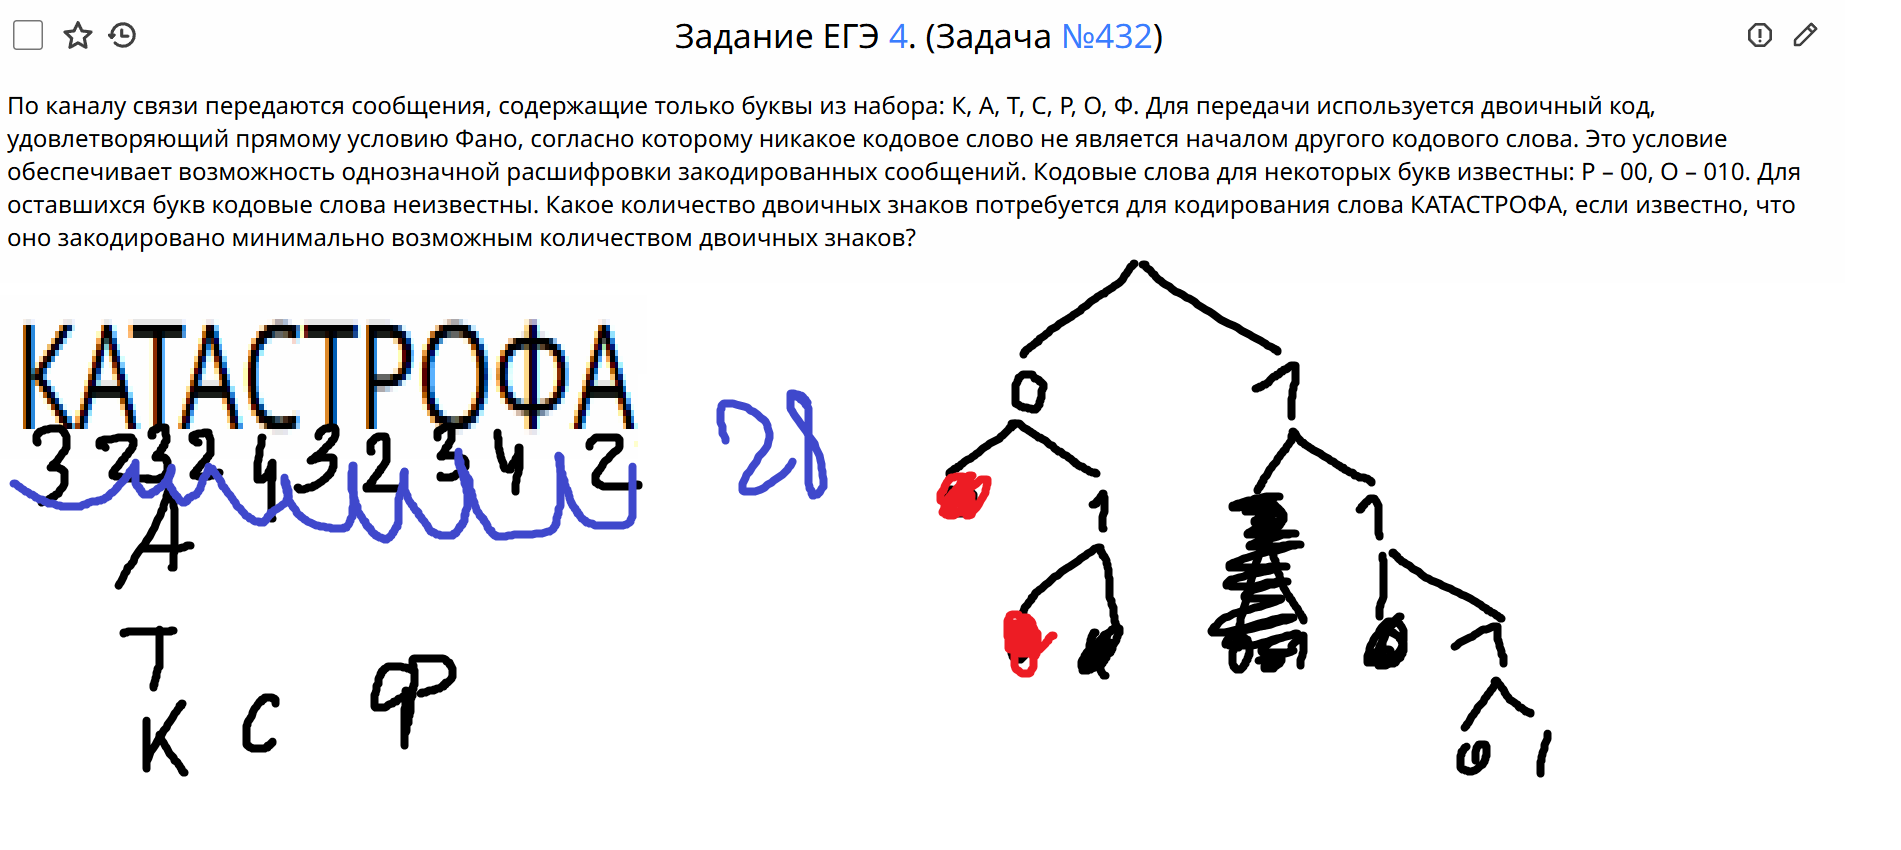 Задание ЕГЭ 4. (Задача №432)
По каналу связи передаются сообщения, содержащие только буквы из набора: К, А, Т, С, Р, О, Ф. Для передачи используется двоичный код,
удовлетворяющий прямому условию Фано, согласно которому никакое кодовое слово не является началом другого кодового слова. Это условие
обеспечивает возможность однозначной расшифровки закодированных сообщений. Кодовые слова для некоторых букв известны: Р – 00, О – 010. Для
оставшихся букв кодовые слова неизвестны. Какое количество двоичных знаков потребуется для кодирования слова КАТАСТРОФА, если известно, что
оно закодировано минимально возможным количеством двоичных знаков?
КАТАСТРОФА
3 2 3 2 4 3 2 3 4 2
28
А
Т
К С Ф
0 1
1 1
0 1
0 1
0 1